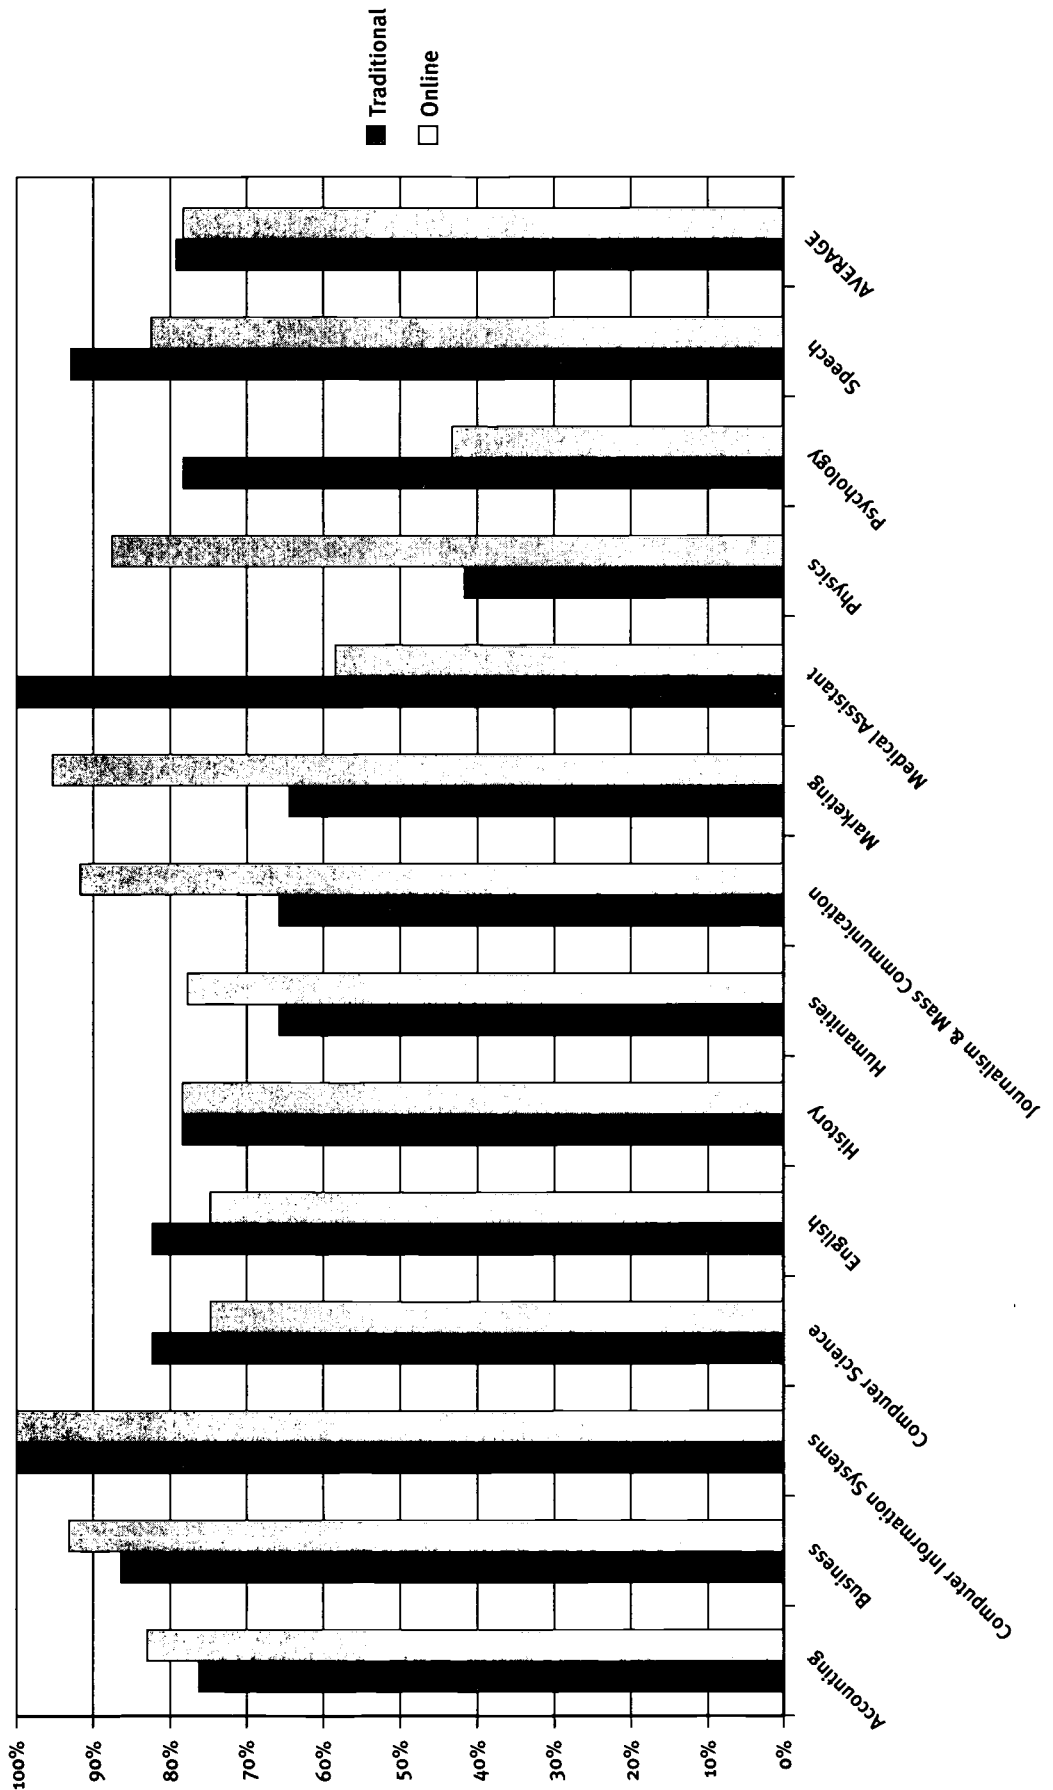 100%
90%
80%
70%
60%
50%
40%
30%
20%
10%
0%
Accounting
Business
Computer Information Systems
Computer Science
English
History
Humanities
Journalism & Mass Communication
Marketing
Medical Assistant
Physics
Psychology
Speech
AVERAGE
Traditional
Online